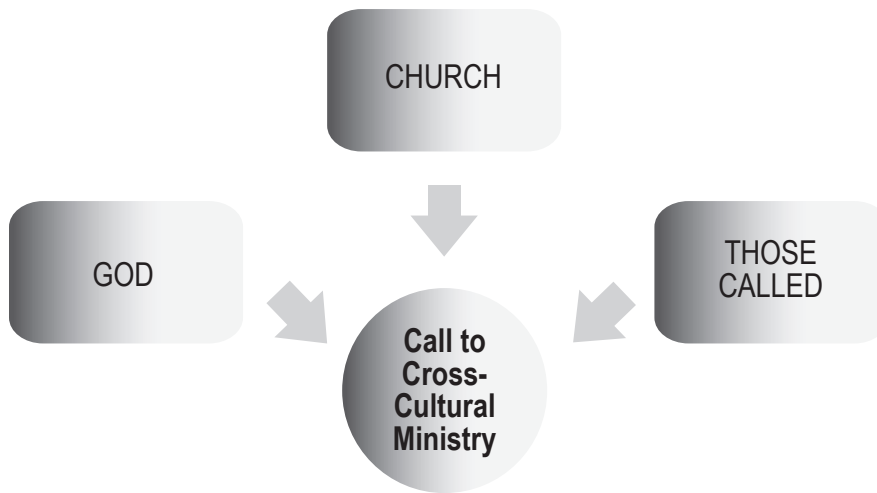 CHURCH
GOD
THOSE
CALLED
Call to
Cross-
Cultural
Ministry